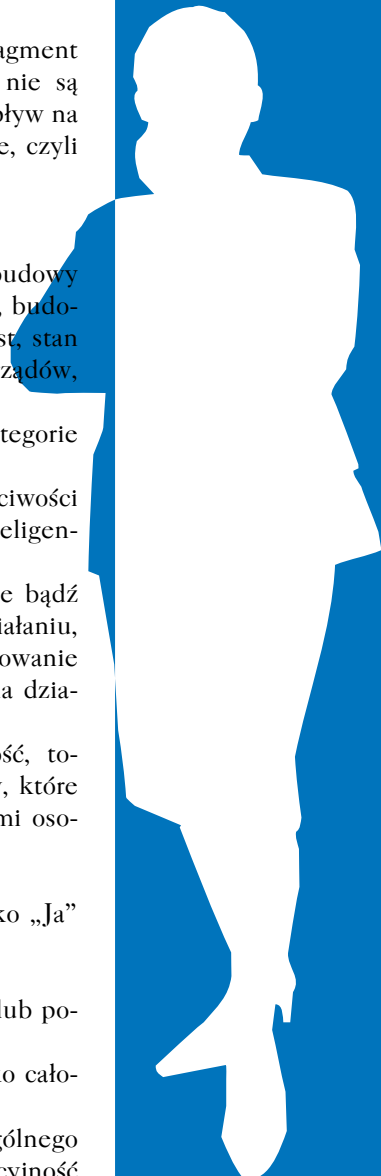 agment
nie są
pływ na
e, czyli
budowy
, budo-
st, stan
ządów,
tegorie
ciwości
eligen-
e bądź
iałaniu,
owanie
a dzia-
ość, to-
y, które
mi oso-
ko „Ja”
lub po-
o cało-
gólnego
cyjność